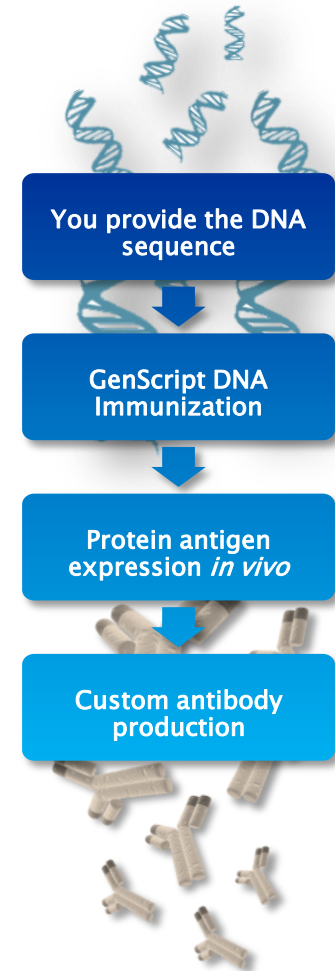 You provide the DNA
sequence
GenScript DNA
Immunization
Protein antigen
expression in vivo
Custom antibody
production